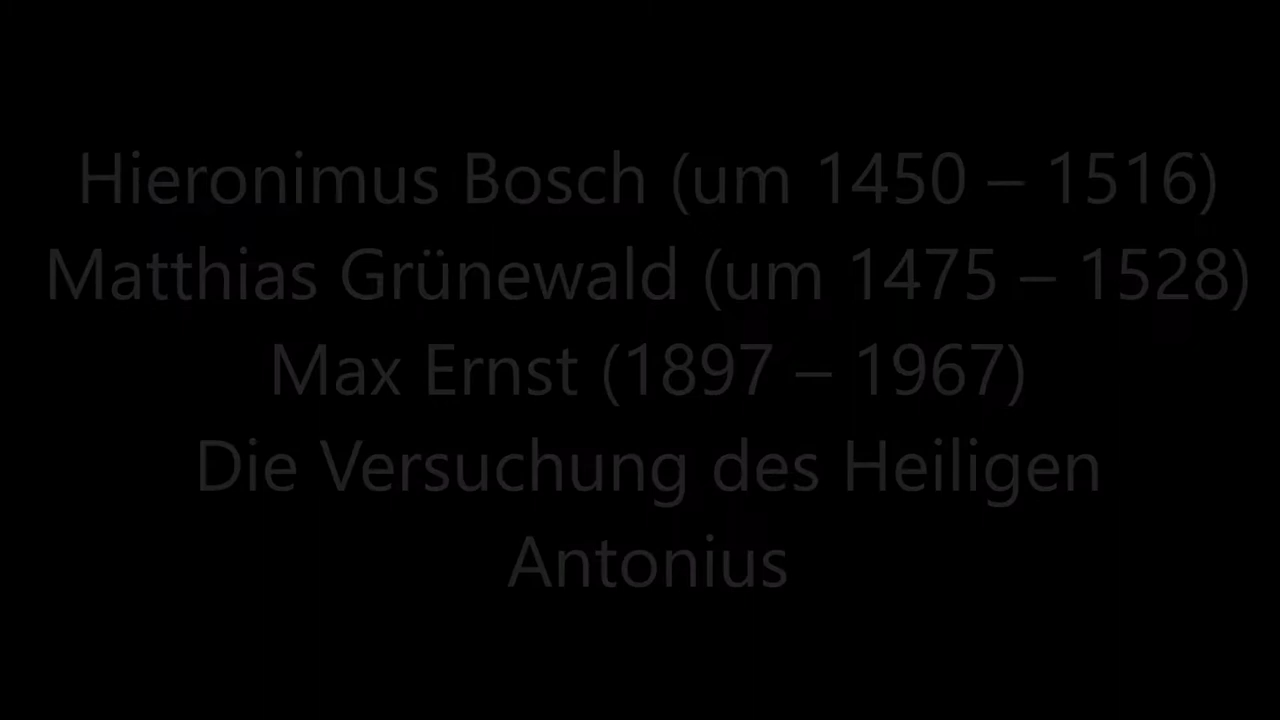 Hieronimus Bosch (um 1450 – 1516)
Matthias Grünewald (um 1475 – 1528)
Max Ernst (1897 – 1967)
Die Versuchung des Heiligen
Antonius